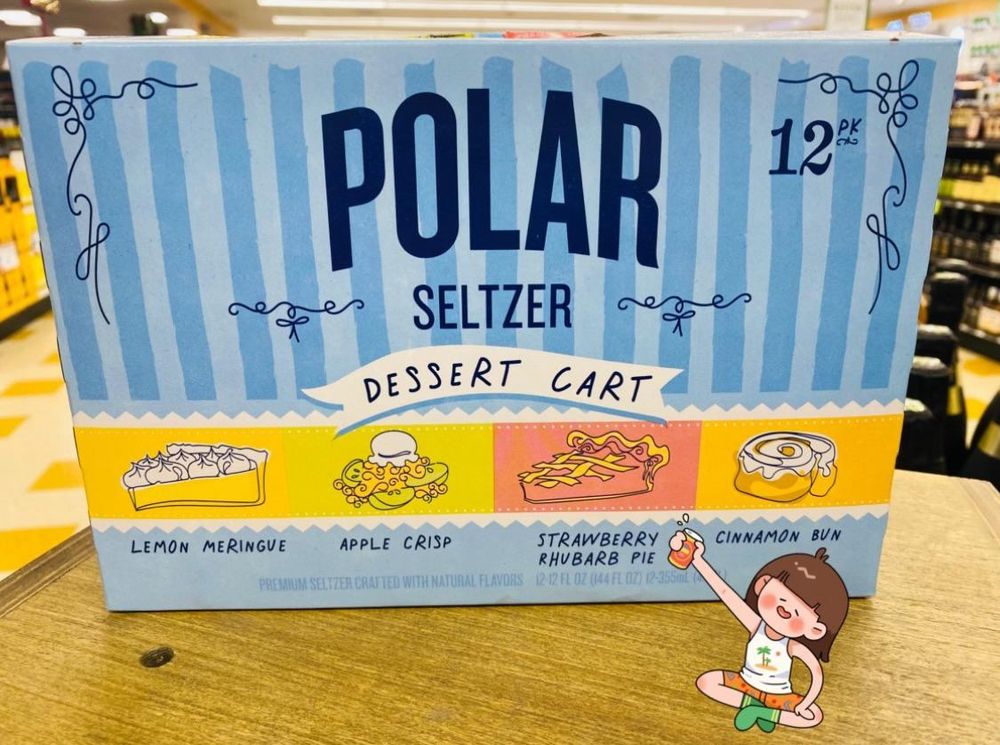 POLAR
12 PK
SELTZER
DESSERT CART
LEMON MERINGUE
APPLE CRISP
STRAWBERRY
RHUBARB PIE
CINNAMON BUN
PREMIUM SELTZER CRAFTED WITH NATURAL FLAVORS
12-12 FL OZ (144 FL OZ) 12-355mL